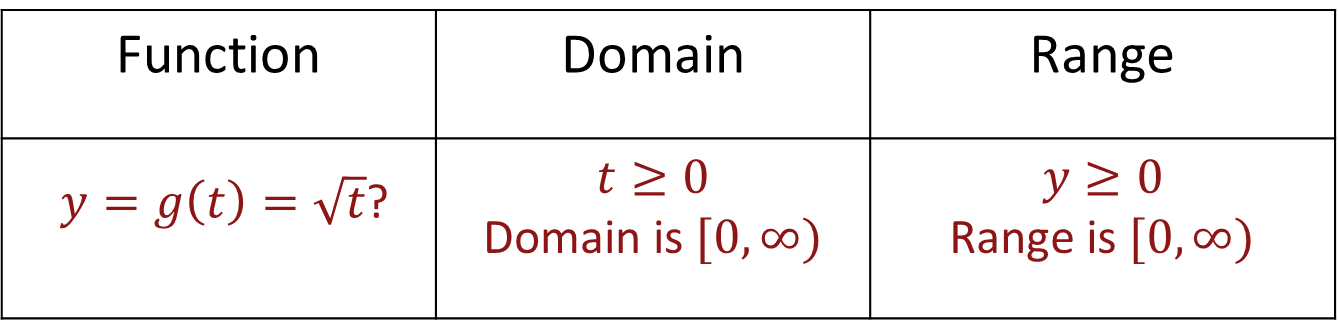 Function Domain Range
y = g(t) = √t? t ≥ 0 y ≥ 0
Domain is [0, ∞) Range is [0, ∞)